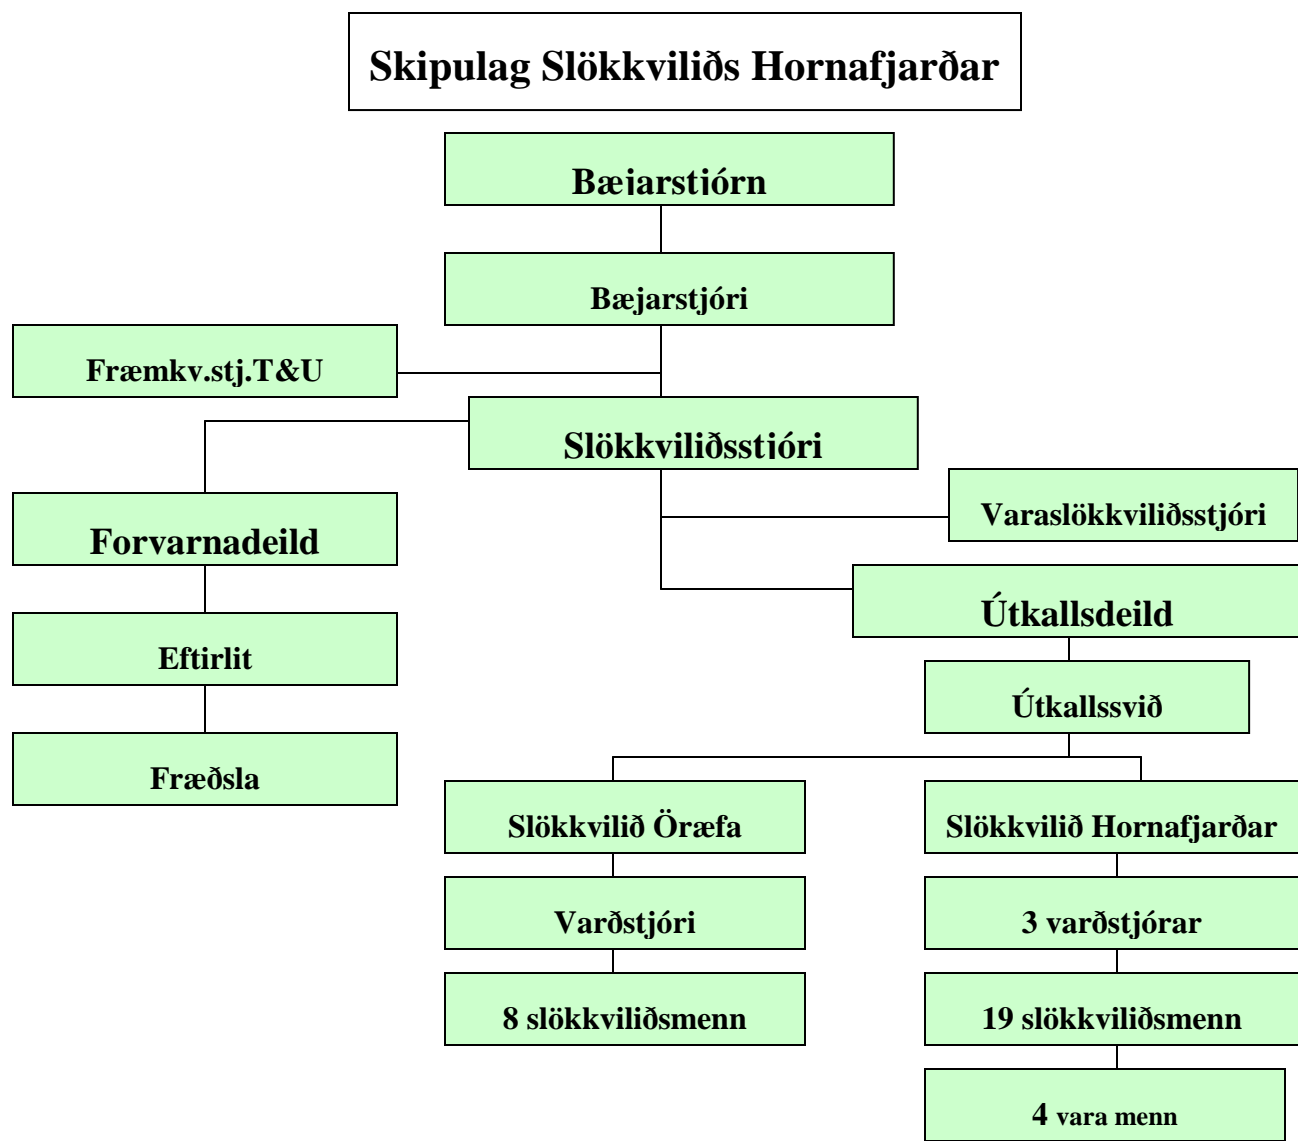 Skipulag Slökkviliðs Hornafjarðar
Bæjarstjórn
Bæjarstjóri
Fræmkv.stj.T&U
Slökkviliðsstjóri
Varaslökkviliðsstjóri
Forvarnadeild
Útkallsdeild
Eftirlit
Útkallssvið
Fræðsla
Slökkvilið Öræfa
Slökkvilið Hornafjarðar
Varðstjóri
3 varðstjórar
8 slökkviliðsmenn
19 slökkviliðsmenn
4 vara menn